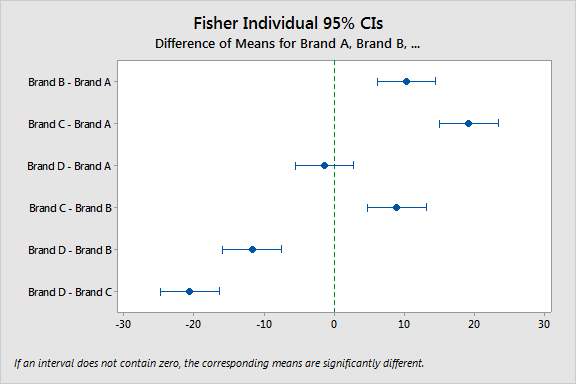 Fisher Individual 95% CIs
Difference of Means for Brand A, Brand B, ...
Brand B - Brand A
Brand C - Brand A
Brand D - Brand A
Brand C - Brand B
Brand D - Brand B
Brand D - Brand C
-30 -20 -10 0 10 20 30
If an interval does not contain zero, the corresponding means are significantly different.